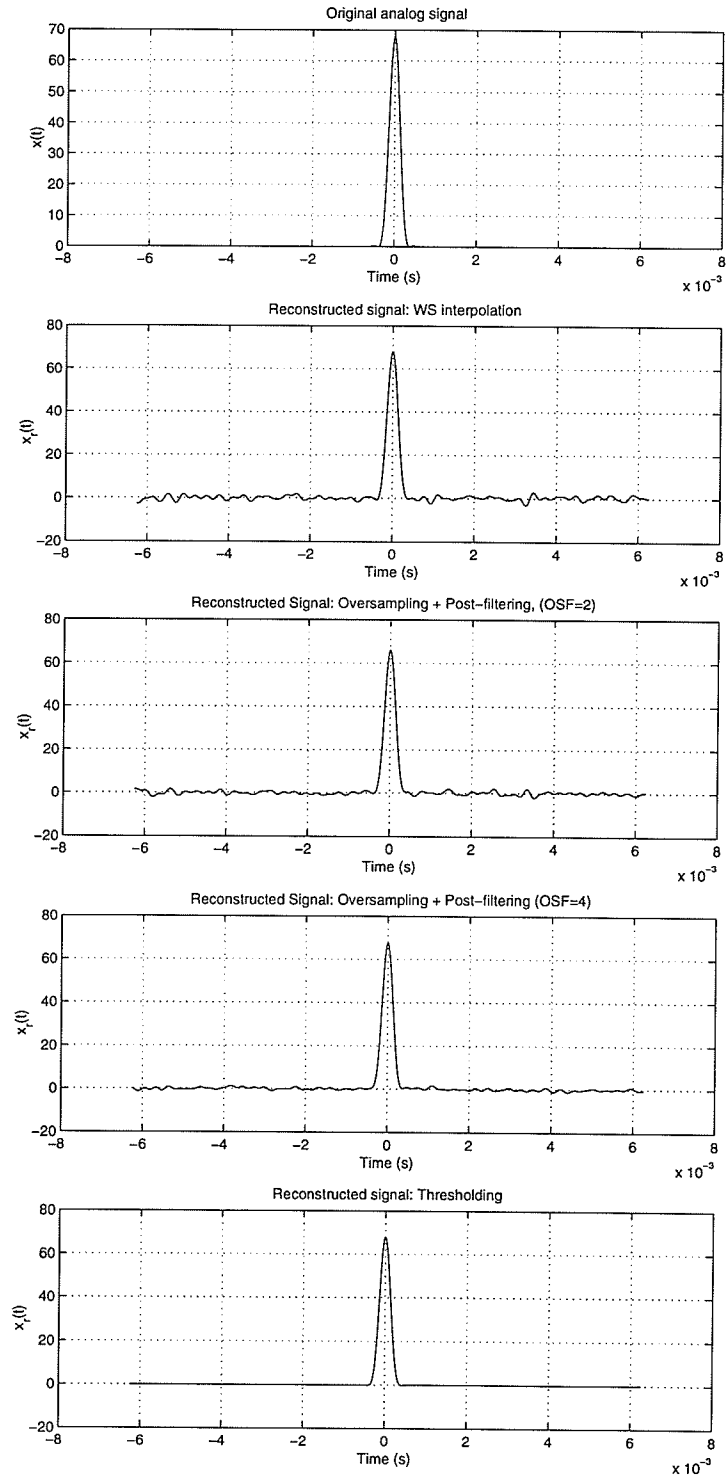 Original analog signal
70
60
50
40
30
20
10
0
x(t)
−8 −6 −4 −2 0 2 4 6 8
Time (s)
x 10⁻³
Reconstructed signal: WS interpolation
80
60
40
20
0
−20
xᵣ(t)
−8 −6 −4 −2 0 2 4 6 8
Time (s)
x 10⁻³
Reconstructed Signal: Oversampling + Post−filtering, (OSF=2)
80
60
40
20
0
−20
xᵣ(t)
−8 −6 −4 −2 0 2 4 6 8
Time (s)
x 10⁻³
Reconstructed Signal: Oversampling + Post−filtering (OSF=4)
80
60
40
20
0
−20
xᵣ(t)
−8 −6 −4 −2 0 2 4 6 8
Time (s)
x 10⁻³
Reconstructed signal: Thresholding
80
60
40
20
0
−20
xᵣ(t)
−8 −6 −4 −2 0 2 4 6 8
Time (s)
x 10⁻³